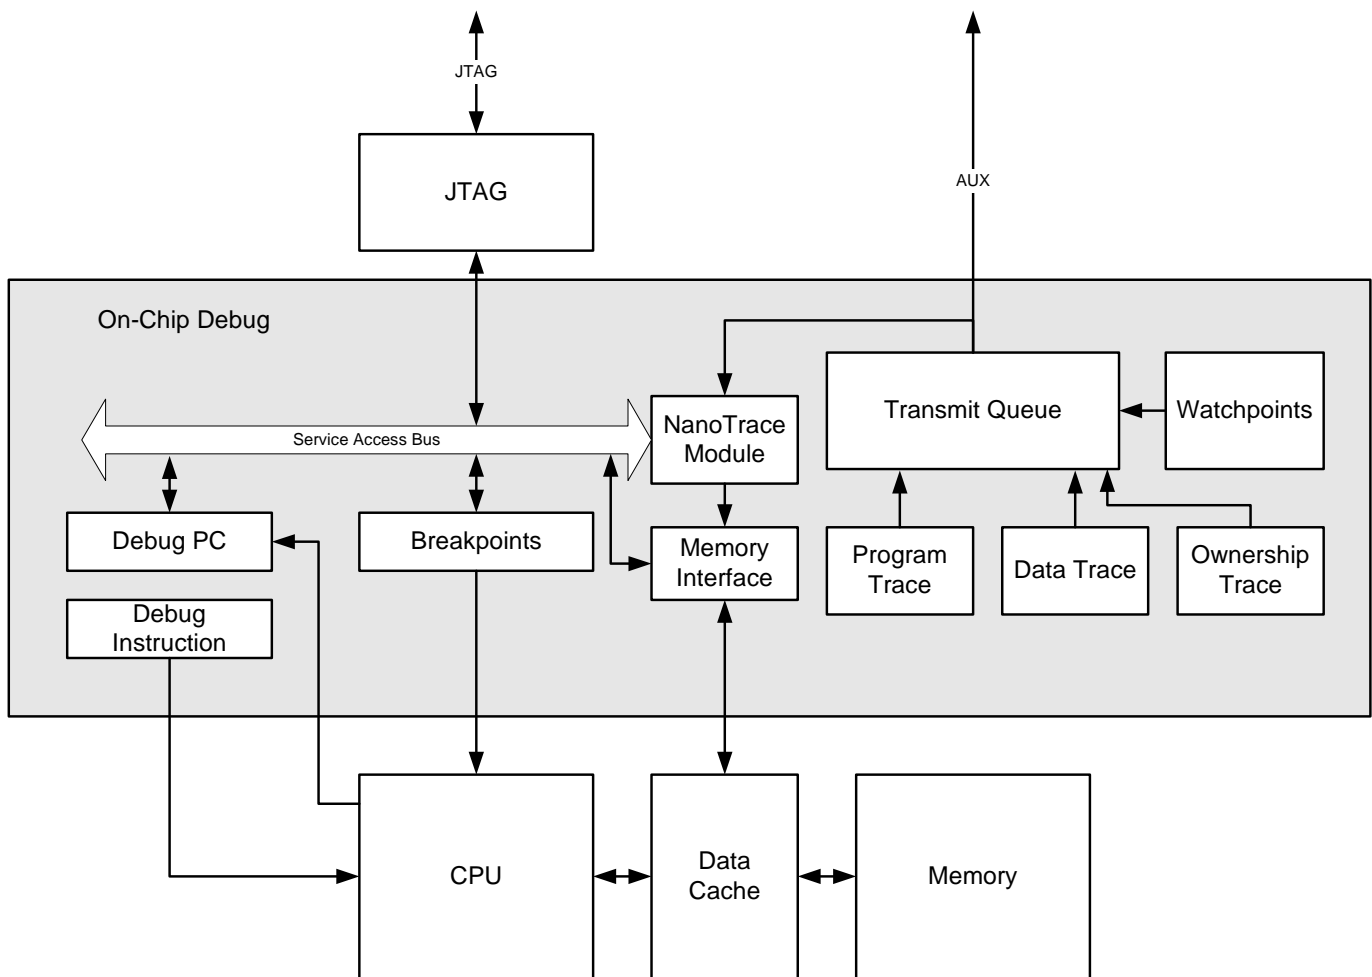 JTAG
AUX
JTAG
On-Chip Debug
Service Access Bus
NanoTrace
Module
Transmit Queue
Watchpoints
Debug PC
Breakpoints
Memory
Interface
Program
Trace
Data Trace
Ownership
Trace
Debug
Instruction
CPU
Data
Cache
Memory